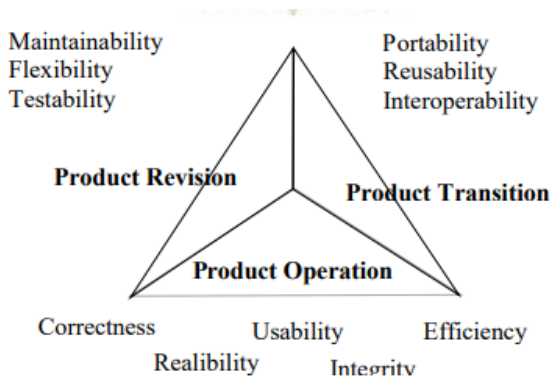 Maintainability
Flexibility
Testability
Portability
Reusability
Interoperability
Product Revision
Product Transition
Product Operation
Correctness
Usability
Efficiency
Realibility
Integrity